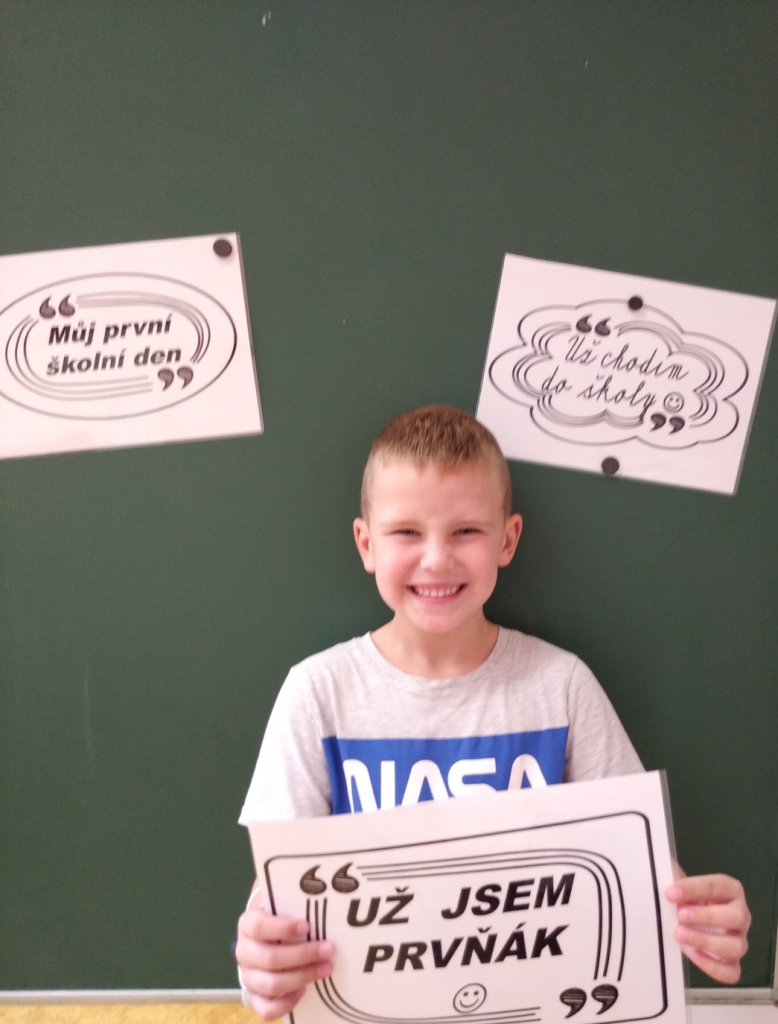 Můj první
školní den
Už chodím
do školy
NASA
UŽ JSEM
PRVŇÁK